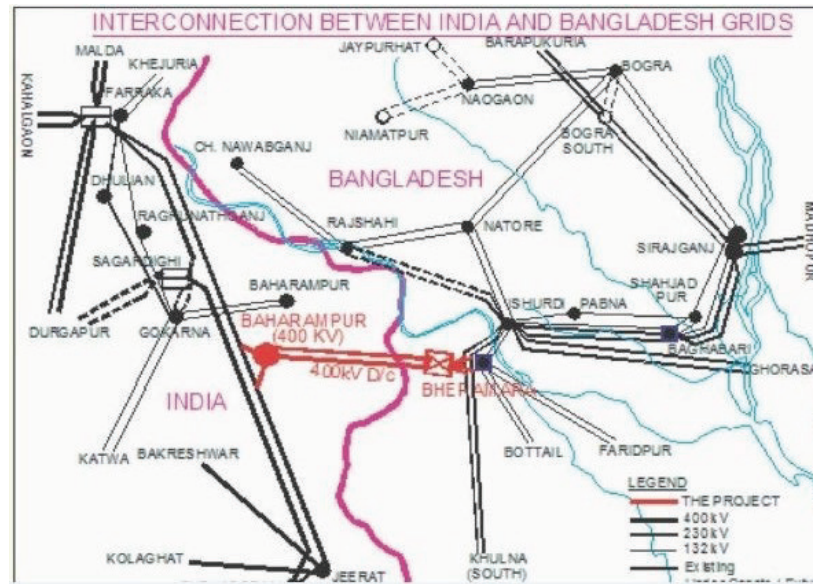 INTERCONNECTION BETWEEN INDIA AND BANGLADESH GRIDS
MALDA
KHEJURIA
FARRAKA
KAHALGAON
JAYPURHAT
BARAPUKURIA
BOGRA
NAOGAON
NIAMATPUR
BOGRA
SOUTH
CH. NAWABGANJ
BANGLADESH
DHULIAN
RAGHUNATHGANJ
RAJSHAHI
NATORE
SIRAJGANJ
MADHUPUR
SAGARDIGHI
BAHARAMPUR
ISHURDI
PABNA
SHAHJAD
PUR
DURGAPUR
GOKARNA
BAHARAMPUR
(400 KV)
BAGHABARI
GHORASA
400kV D/c
BHERAMARA
INDIA
KATWA
BAKRESHWAR
BOTTAIL
FARIDPUR
LEGEND
THE PROJECT
400kV
230kV
132kV
Existing
KOLAGHAT
JEERAT
KHULNA
(SOUTH)